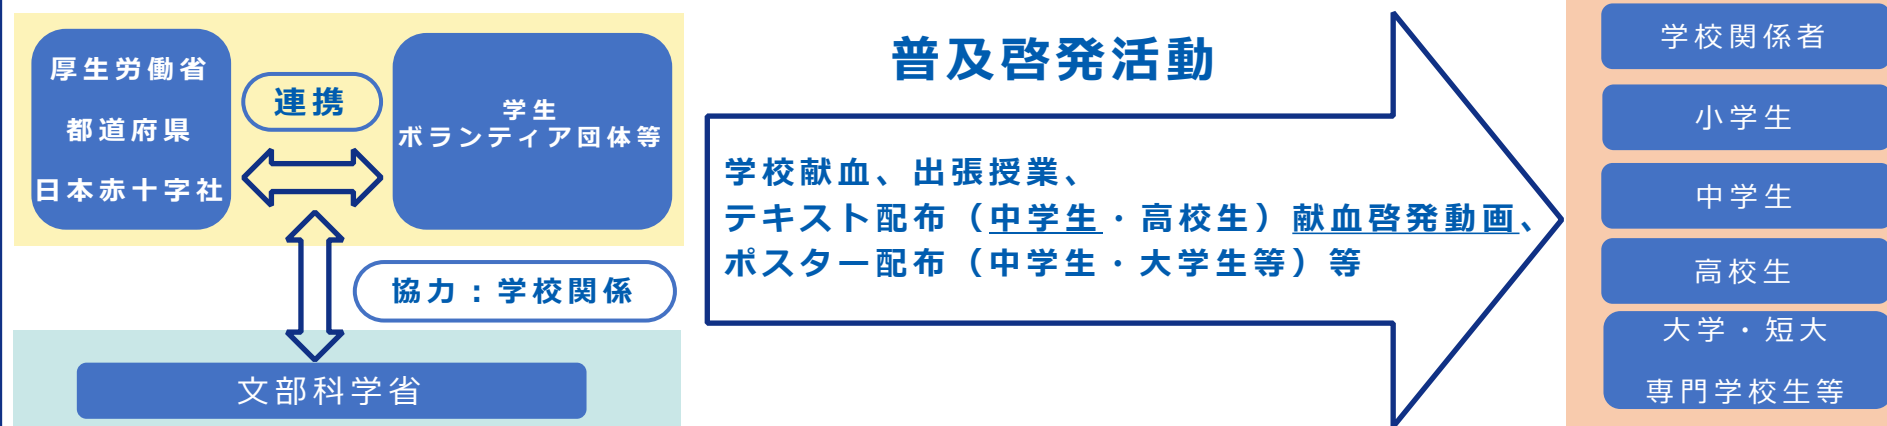 厚生労働省
都道府県
日本赤十字社
連携
学生
ボランティア団体等
協力：学校関係
文部科学省
普及啓発活動
学校献血、出張授業、
テキスト配布（中学生・高校生）献血啓発動画、
ポスター配布（中学生・大学生等）等
学校関係者
小学生
中学生
高校生
大学・短大
専門学校生等